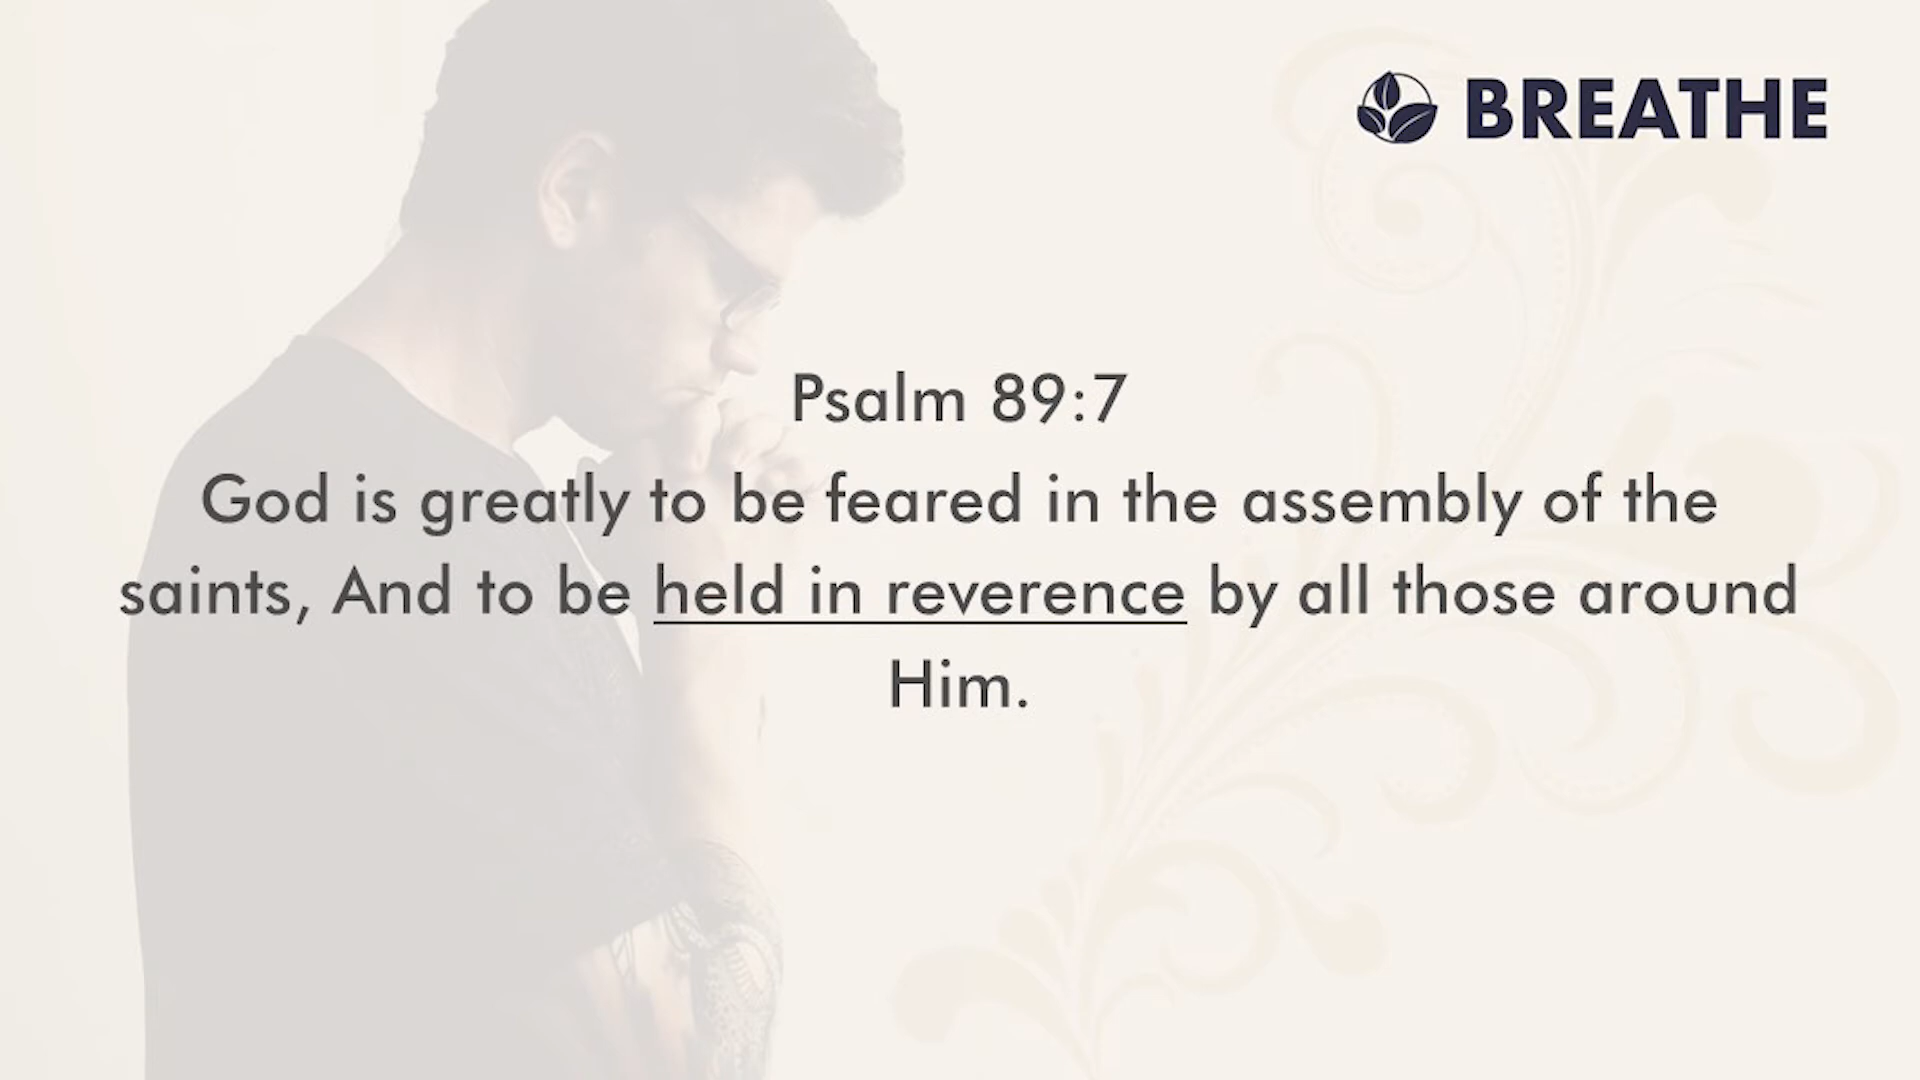 BREATHE
Psalm 89:7
God is greatly to be feared in the assembly of the
saints, And to be held in reverence by all those around
Him.